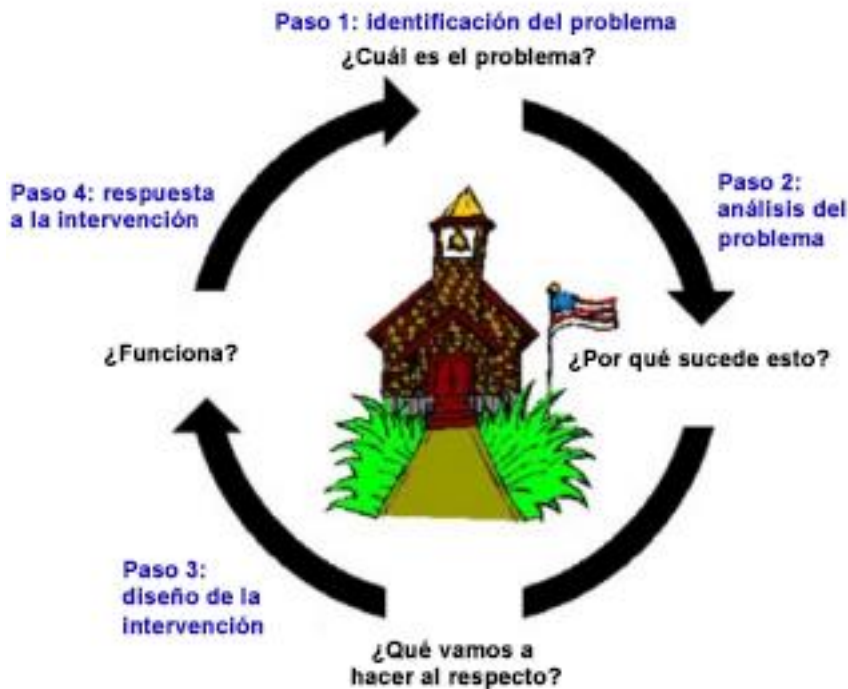 Paso 1: identificación del problema
¿Cuál es el problema?
Paso 2:
análisis del
problema
¿Por qué sucede esto?
Paso 3:
diseño de la
intervención
¿Qué vamos a
hacer al respecto?
Paso 4: respuesta
a la intervención
¿Funciona?